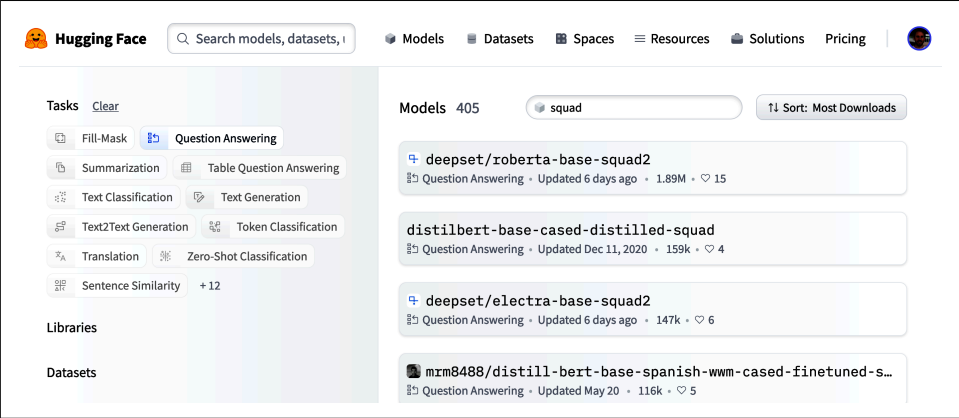 Hugging Face
Search models, datasets,
Models
Datasets
Spaces
Resources
Solutions
Pricing
Tasks Clear
Fill-Mask Question Answering
Summarization Table Question Answering
Text Classification Text Generation
Text2Text Generation Token Classification
Translation Zero-Shot Classification
Sentence Similarity + 12
Libraries
Datasets
Models 405
squad
↑↓ Sort: Most Downloads
deepset/roberta-base-squad2
Question Answering • Updated 6 days ago • 1.89M • ♡ 15
distilbert-base-cased-distilled-squad
Question Answering • Updated Dec 11, 2020 • 159k • ♡ 4
deepset/electra-base-squad2
Question Answering • Updated 6 days ago • 147k • ♡ 6
mrm8488/distill-bert-base-spanish-wwm-cased-finetuned-s…
Question Answering • Updated May 20 • 116k • ♡ 5